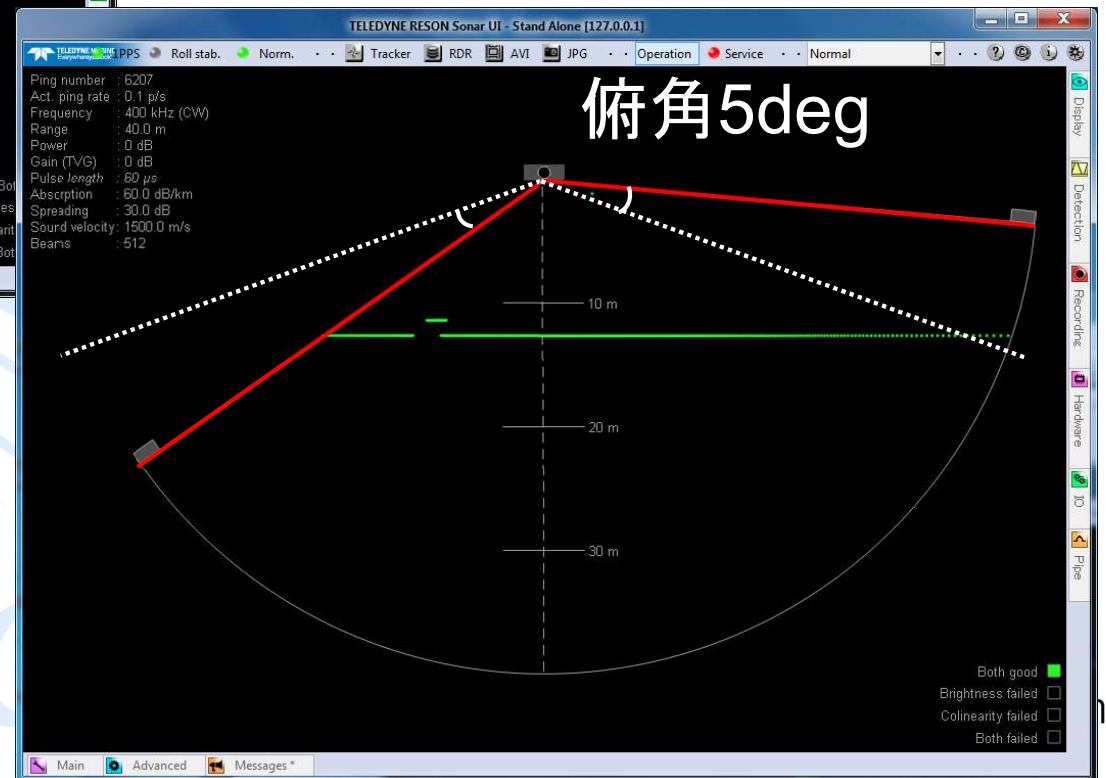 TELEDYNE RESON Sonar UI - Stand Alone [127.0.0.1]
1PPS Roll stab. Norm. Tracker RDR AVI JPG Operation Service Normal
俯角5deg
Ping number : 6207
Act. ping rate : 0.1 p/s
Frequency : 400 kHz (CW)
Range : 40.0 m
Power : 0 dB
Gain (TVG) : 0 dB
Pulse length : 60 µs
Absorption : 60.0 dB/km
Spreading : 30.0 dB
Sound velocity: 1500.0 m/s
Beams : 512
10 m
20 m
30 m
Display
Detection
Recording
Hardware
IO
Pipe
Both good
Brightness failed
Colinearity failed
Both failed
Main Advanced Messages *